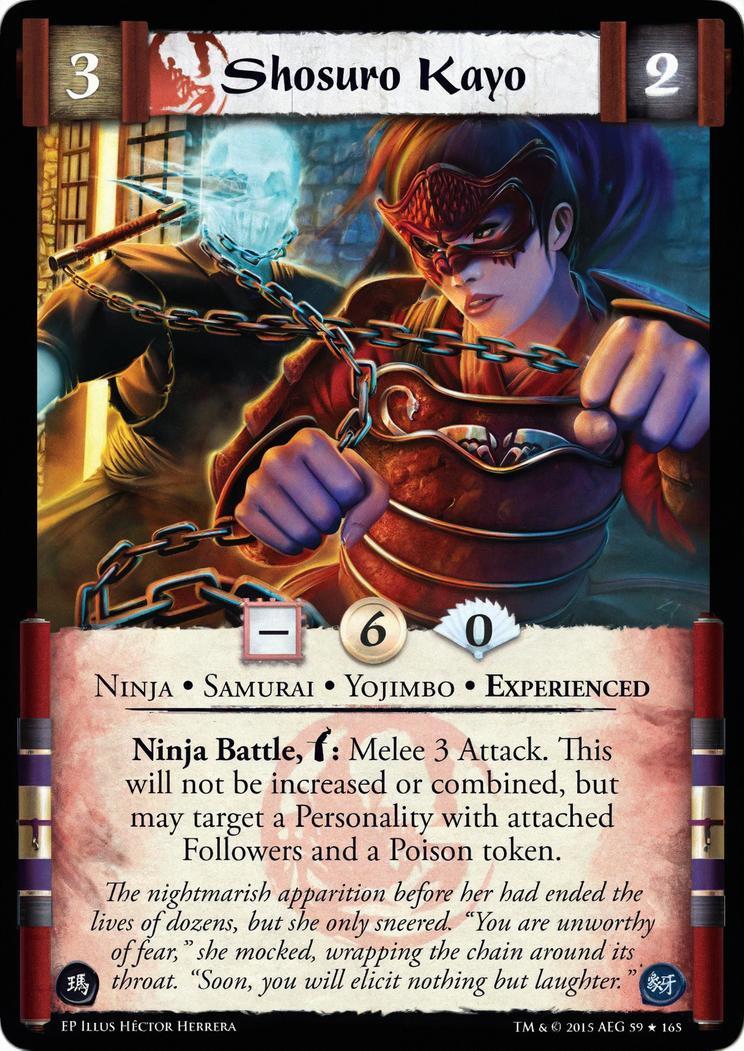 3 Shosuro Kayo 2
– 6 0
Ninja • Samurai • Yojimbo • Experienced
Ninja Battle, : Melee 3 Attack. This
will not be increased or combined, but
may target a Personality with attached
Followers and a Poison token.
The nightmarish apparition before her had ended the
lives of dozens, but she only sneered. “You are unworthy
of fear,” she mocked, wrapping the chain around its
throat. “Soon, you will elicit nothing but laughter.”
瑪
象牙
EP Illus Héctor Herrera TM & © 2015 AEG 59 ★ 165